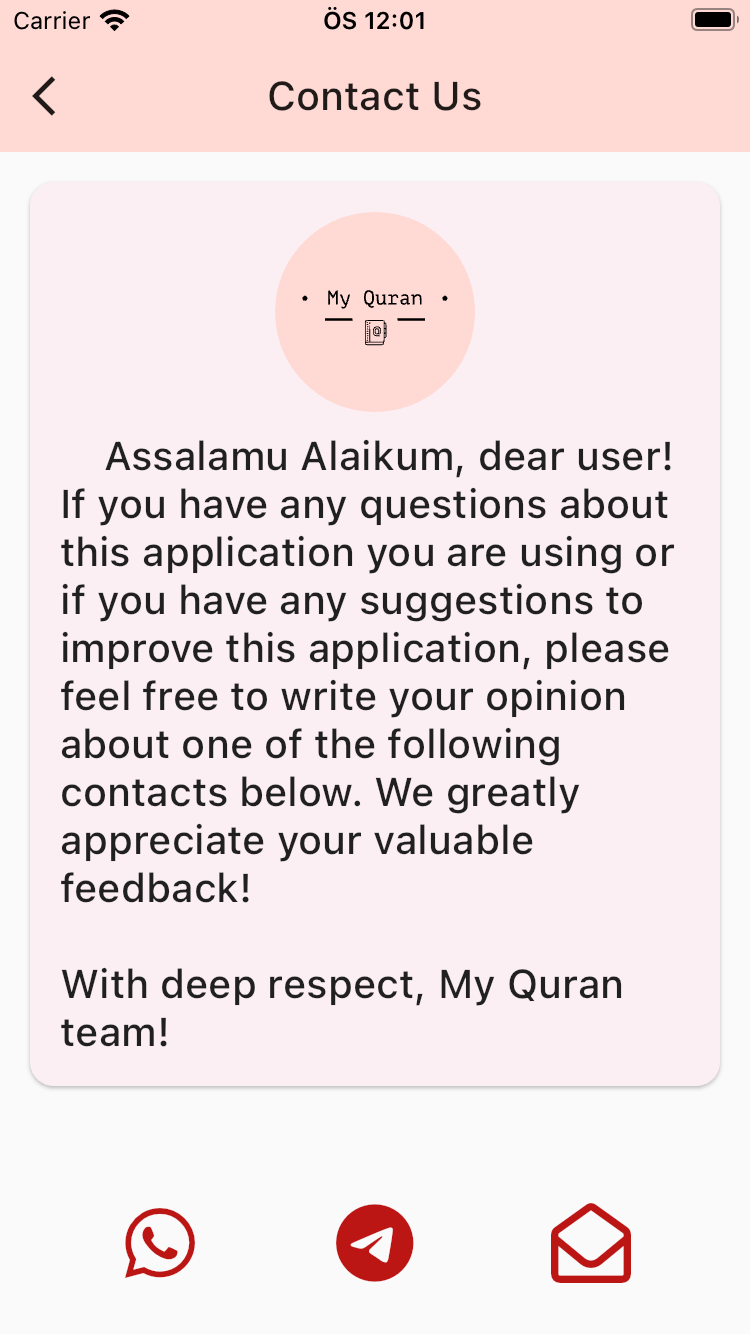 Carrier ÖS 12:01
Contact Us
• My Quran •
@
Assalamu Alaikum, dear user!
If you have any questions about
this application you are using or
if you have any suggestions to
improve this application, please
feel free to write your opinion
about one of the following
contacts below. We greatly
appreciate your valuable
feedback!
With deep respect, My Quran
team!